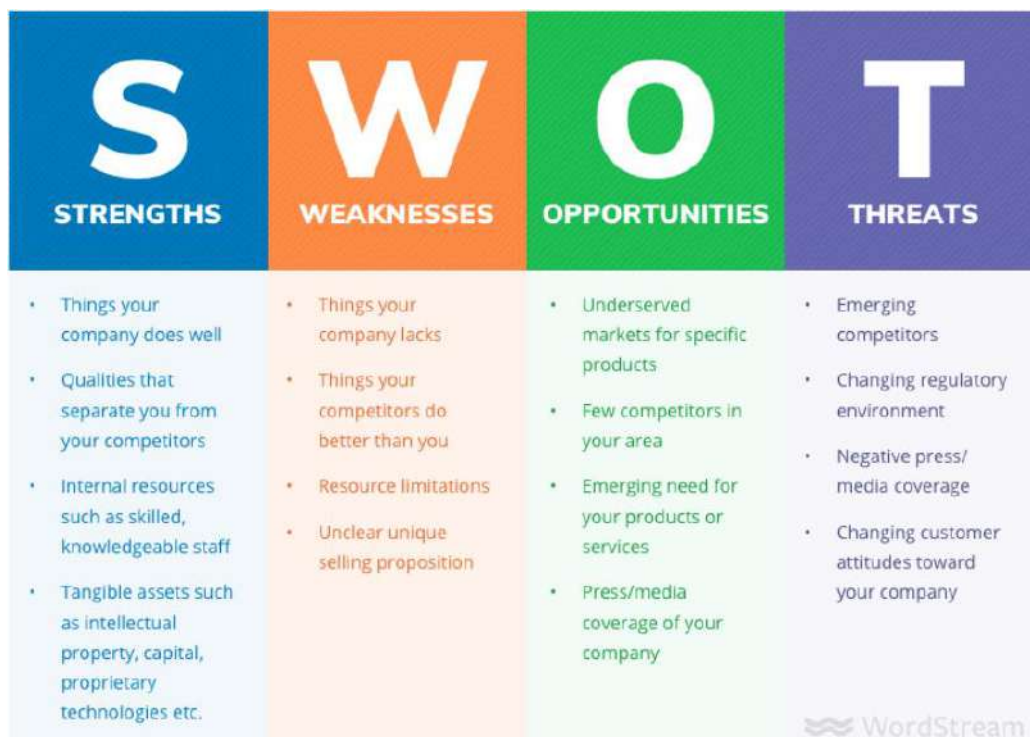 S
STRENGTHS
• Things your
company does well
• Qualities that
separate you from
your competitors
• Internal resources
such as skilled,
knowledgeable staff
• Tangible assets such
as intellectual
property, capital,
proprietary
technologies etc.
W
WEAKNESSES
• Things your
company lacks
• Things your
competitors do
better than you
• Resource limitations
• Unclear unique
selling proposition
O
OPPORTUNITIES
• Underserved
markets for specific
products
• Few competitors in
your area
• Emerging need for
your products or
services
• Press/media
coverage of your
company
T
THREATS
• Emerging
competitors
• Changing regulatory
environment
• Negative press/
media coverage
• Changing customer
attitudes toward
your company
WordStream